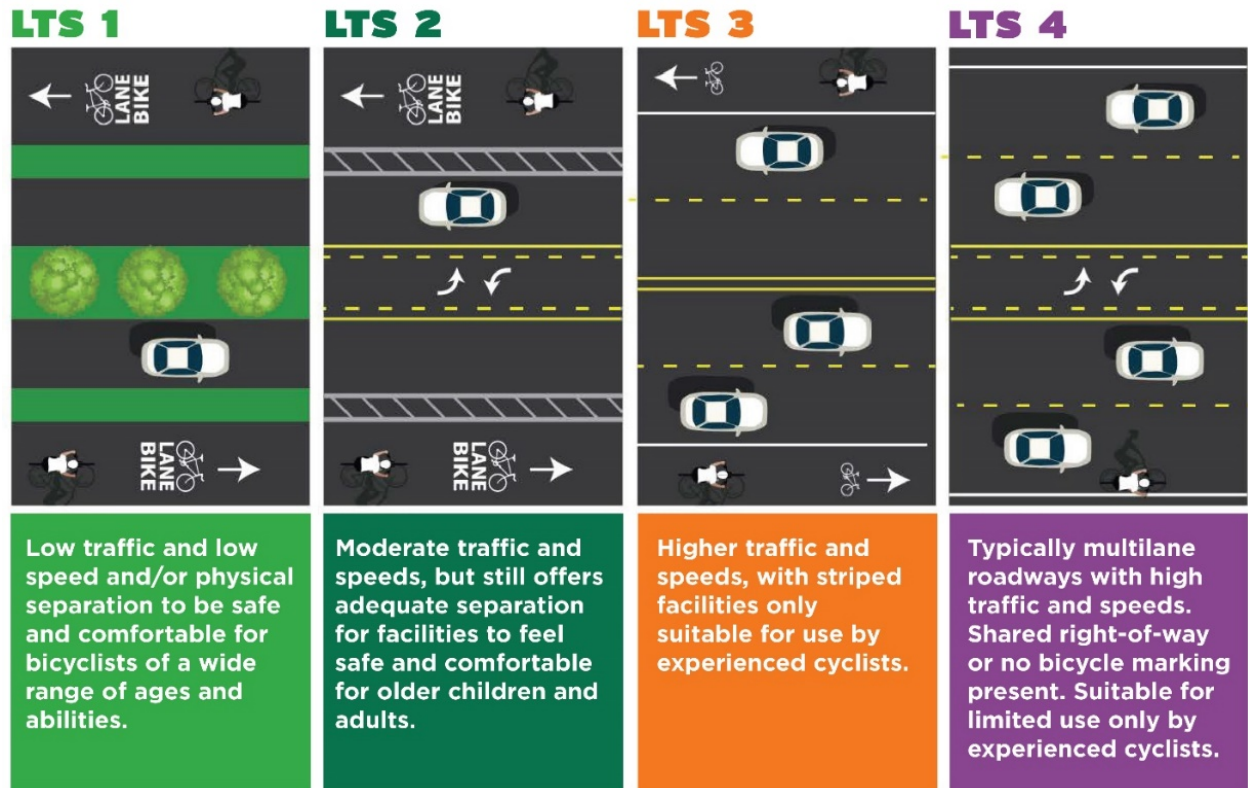 LTS 1
LANE
BIKE
LANE
BIKE
Low traffic and low
speed and/or physical
separation to be safe
and comfortable for
bicyclists of a wide
range of ages and
abilities.
LTS 2
LANE
BIKE
LANE
BIKE
Moderate traffic and
speeds, but still offers
adequate separation
for facilities to feel
safe and comfortable
for older children and
adults.
LTS 3
Higher traffic and
speeds, with striped
facilities only
suitable for use by
experienced cyclists.
LTS 4
Typically multilane
roadways with high
traffic and speeds.
Shared right-of-way
or no bicycle marking
present. Suitable for
limited use only by
experienced cyclists.